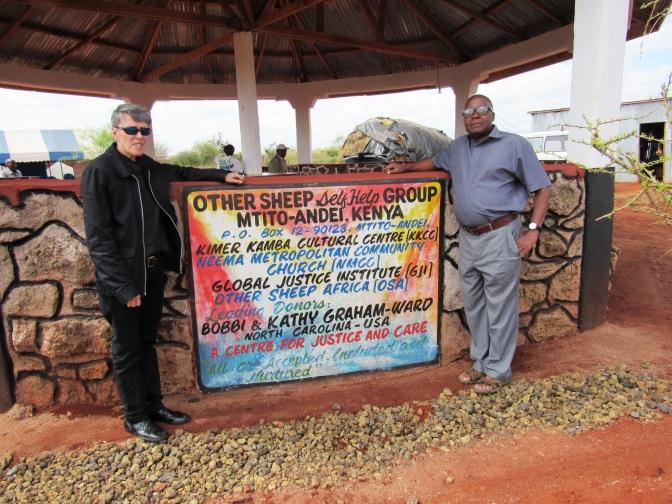 OTHER SHEEP Self Help GROUP
MTITO-ANDEI. KENYA
P. O. BOX 12-90128, MTITO-ANDEI.
KIMER KAMBA CULTURAL CENTRE [KKCC]
NEEMA METROPOLITAN COMMUNITY
CHURCH [NMCC]
GLOBAL JUSTICE INSTITUTE [GJI]
OTHER SHEEP AFRICA [OSA]
Leading Donors:
BOBBI & KATHY GRAHAM-WARD
NORTH CAROLINA - USA
A CENTRE FOR JUSTICE AND CARE
"All are Accepted, Included and
Nurtured"